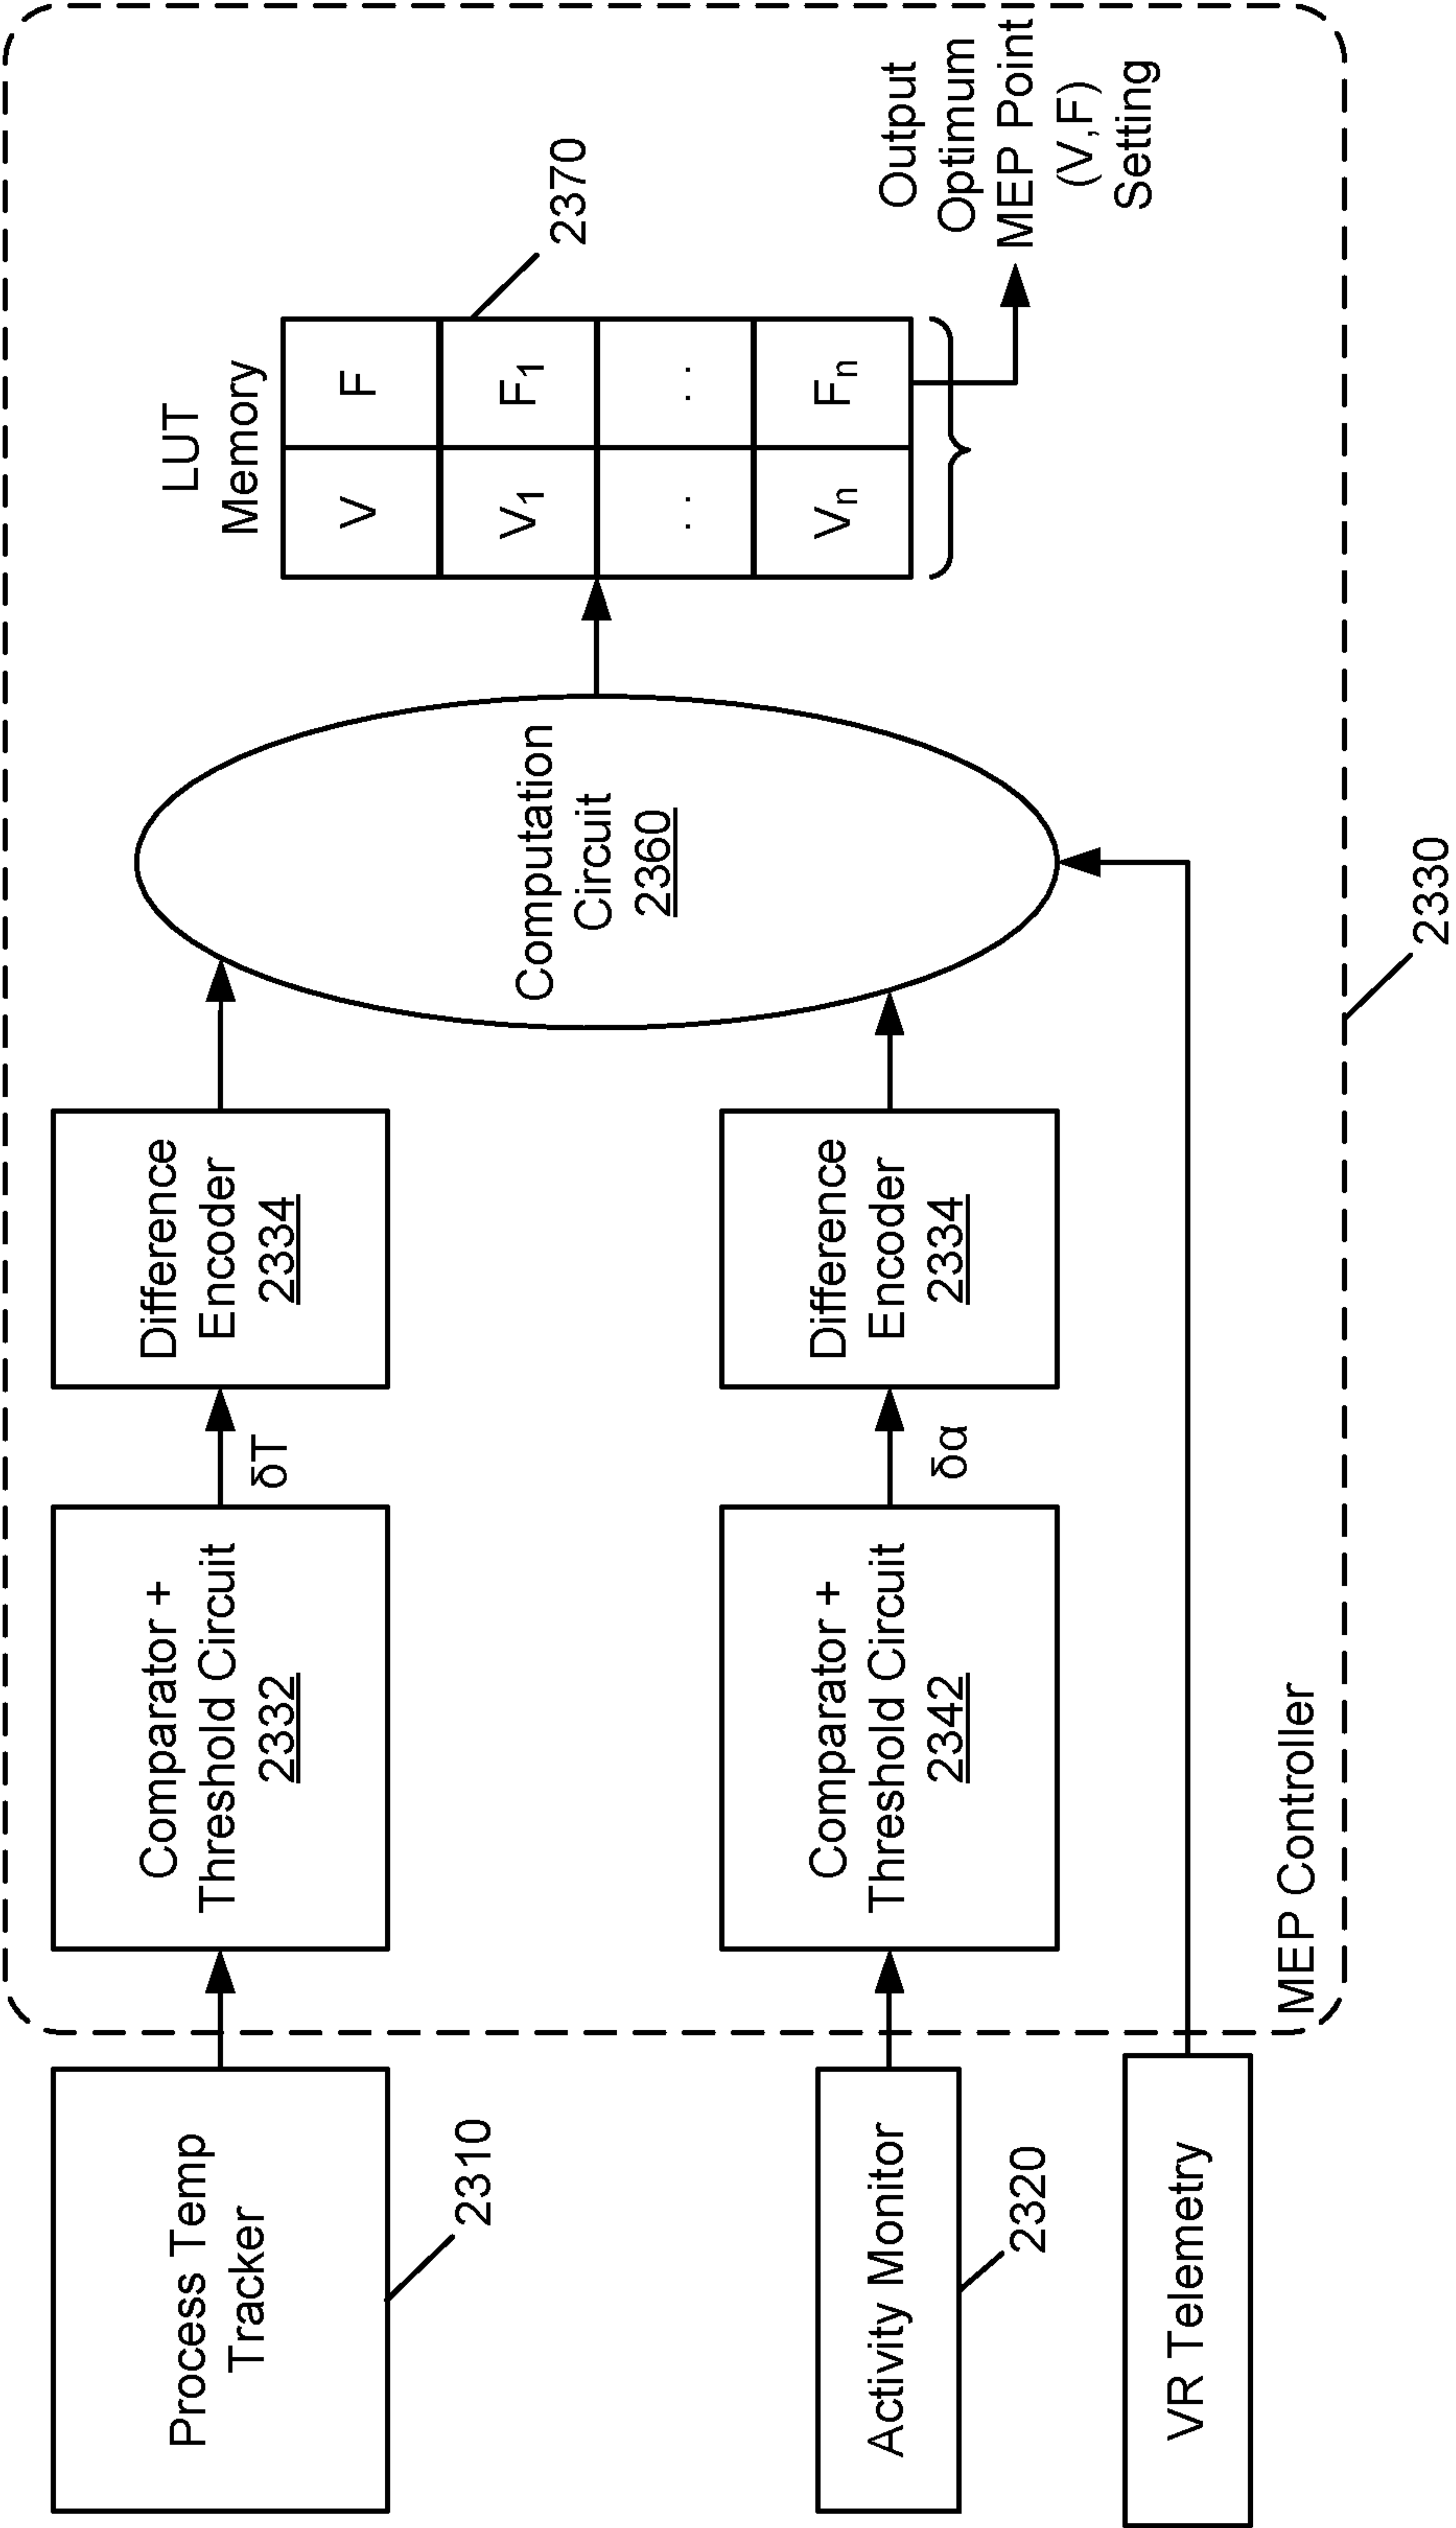 Process Temp
Tracker
2310
Comparator +
Threshold Circuit
2332
δT
Difference
Encoder
2334
Activity Monitor
2320
Comparator +
Threshold Circuit
2342
δα
Difference
Encoder
2334
VR Telemetry
Computation
Circuit
2360
LUT
Memory
2370
V F
V1 F1
. . . .
Vn Fn
Output
Optimum
MEP Point
(V,F)
Setting
MEP Controller
2330